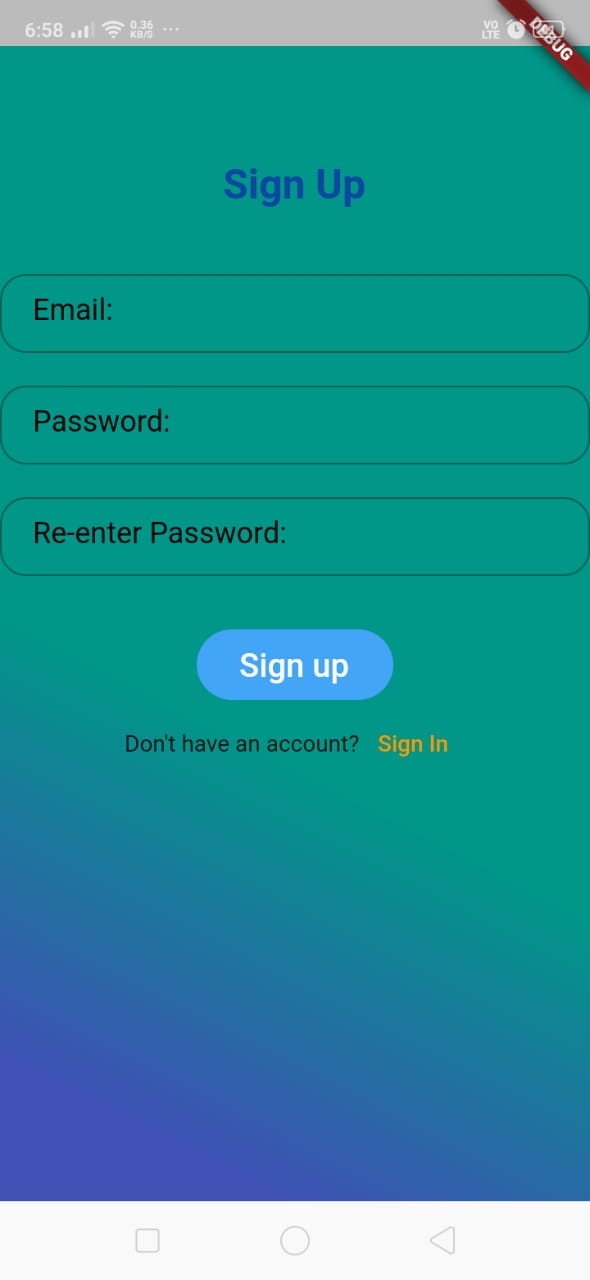 6:58 0.36 KB/S ... VO LTE
DEBUG
Sign Up
Email:
Password:
Re-enter Password:
Sign up
Don't have an account? Sign In